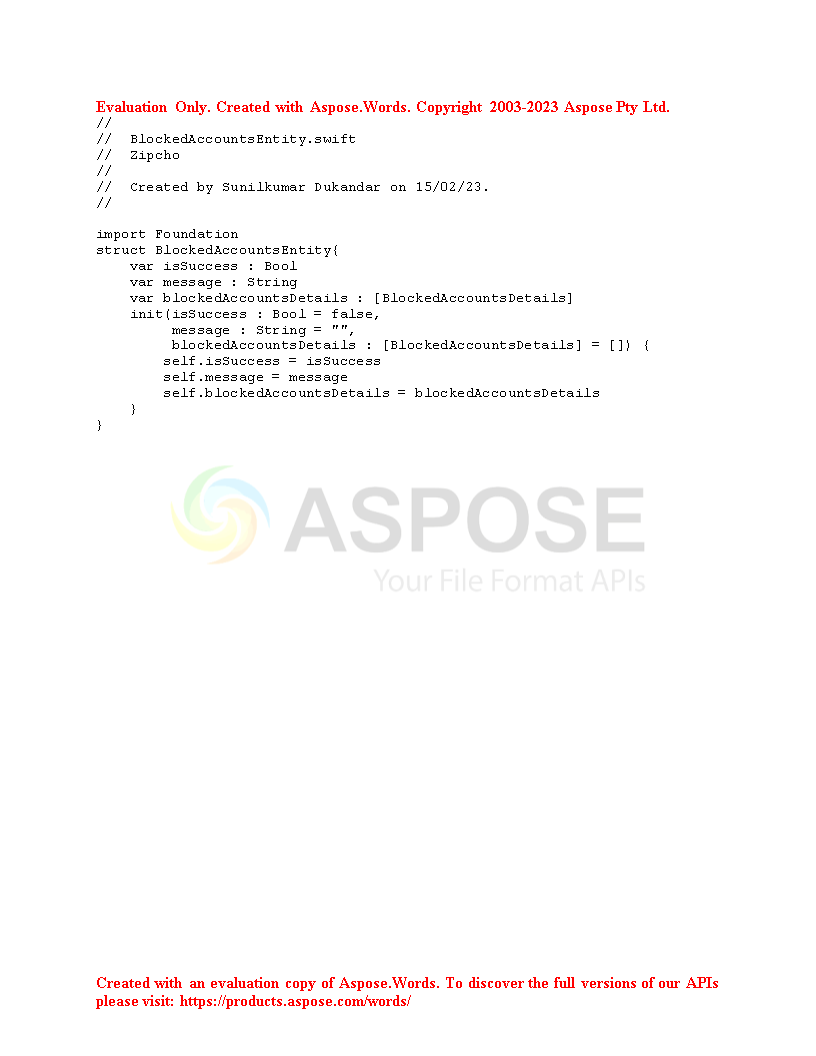 Evaluation Only. Created with Aspose.Words. Copyright 2003-2023 Aspose Pty Ltd.
//
//  BlockedAccountsEntity.swift
//  Zipcho
//
//  Created by Sunilkumar Dukandar on 15/02/23.
//
import Foundation
struct BlockedAccountsEntity{
    var isSuccess : Bool
    var message : String
    var blockedAccountsDetails : [BlockedAccountsDetails]
    init(isSuccess : Bool = false,
         message : String = "",
         blockedAccountsDetails : [BlockedAccountsDetails] = []) {
        self.isSuccess = isSuccess
        self.message = message
        self.blockedAccountsDetails = blockedAccountsDetails
    }
}
ASPOSE
Your File Format APIs
Created with an evaluation copy of Aspose.Words. To discover the full versions of our APIs
please visit: https://products.aspose.com/words/